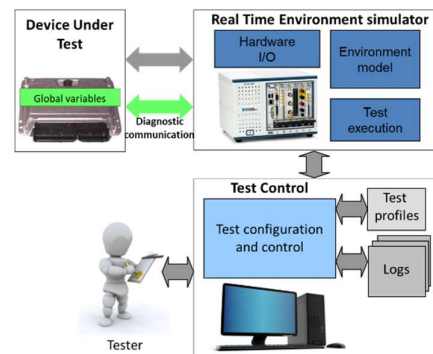 Device Under
Test
Global variables
Diagnostic
communication
Real Time Environment simulator
Hardware
I/O
Environment
model
Test
execution
Test Control
Test configuration
and control
Test
profiles
Logs
Tester